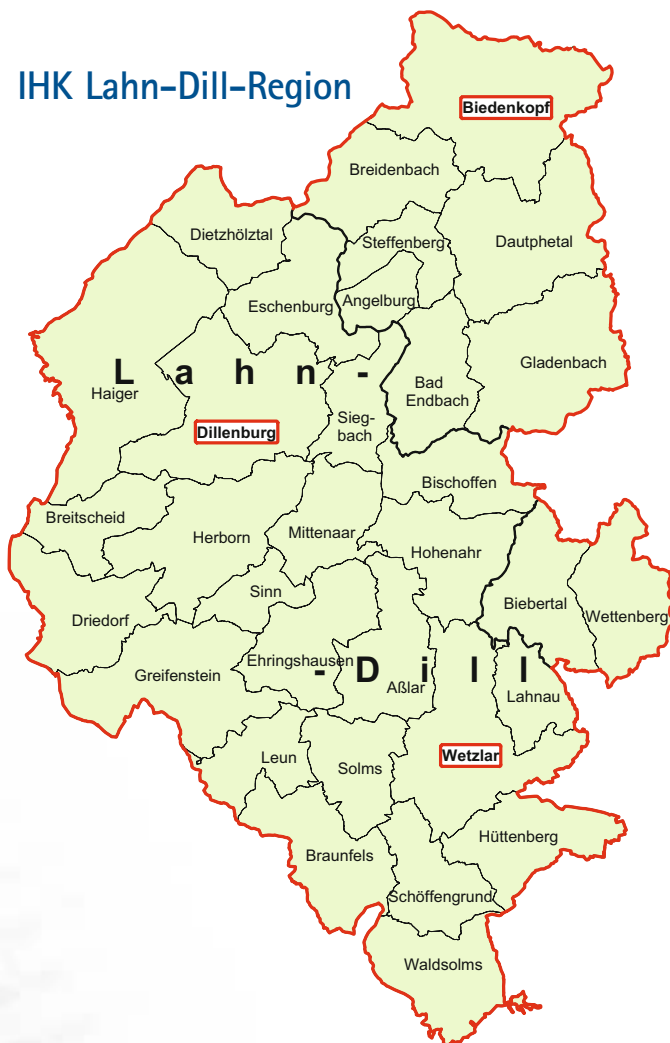 IHK Lahn-Dill-Region
Biedenkopf
Breidenbach
Dietzhölztal
Steffenberg
Dautphetal
Eschenburg
Angelburg
Lahn-
Gladenbach
Haiger
Bad
Endbach
Sieg-
bach
Dillenburg
Bischoffen
Breitscheid
Herborn
Mittenaar
Hohenahr
Sinn
Biebertal
Wettenberg
Driedorf
Ehringshausen
-Dill
Greifenstein
Aßlar
Lahnau
Leun
Solms
Wetzlar
Hüttenberg
Braunfels
Schöffengrund
Waldsolms